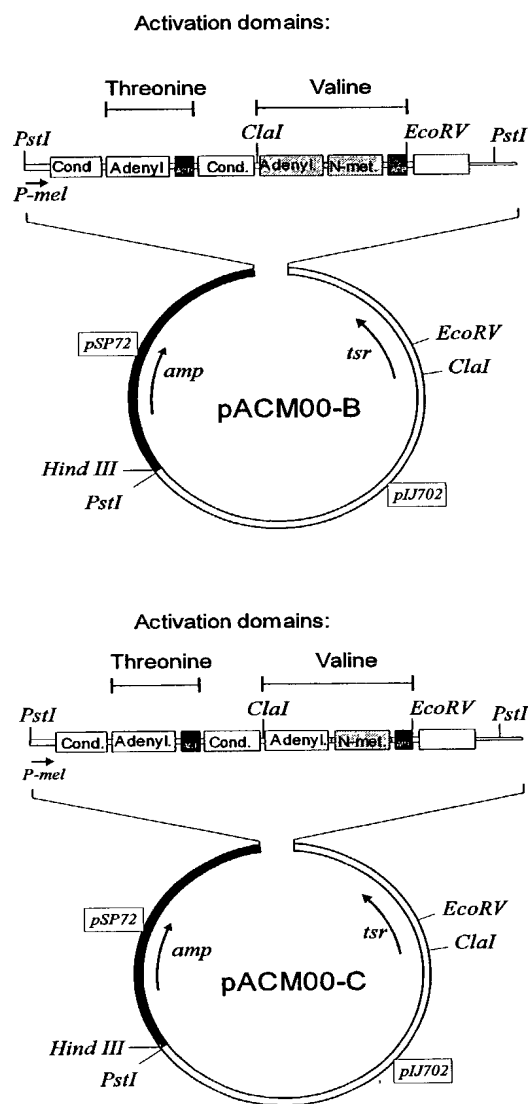 Activation domains:
Threonine Valine
PstI ClaI EcoRV PstI
Cond Adenyl Cond. Adenyl. N-met.
P-mel
pSP72 amp tsr EcoRV
ClaI
pACM00-B
Hind III
PstI pIJ702
Activation domains:
Threonine Valine
PstI ClaI EcoRV PstI
Cond. Adenyl. Cond. Adenyl. N-met.
P-mel
pSP72 amp tsr EcoRV
ClaI
pACM00-C
Hind III
PstI pIJ702